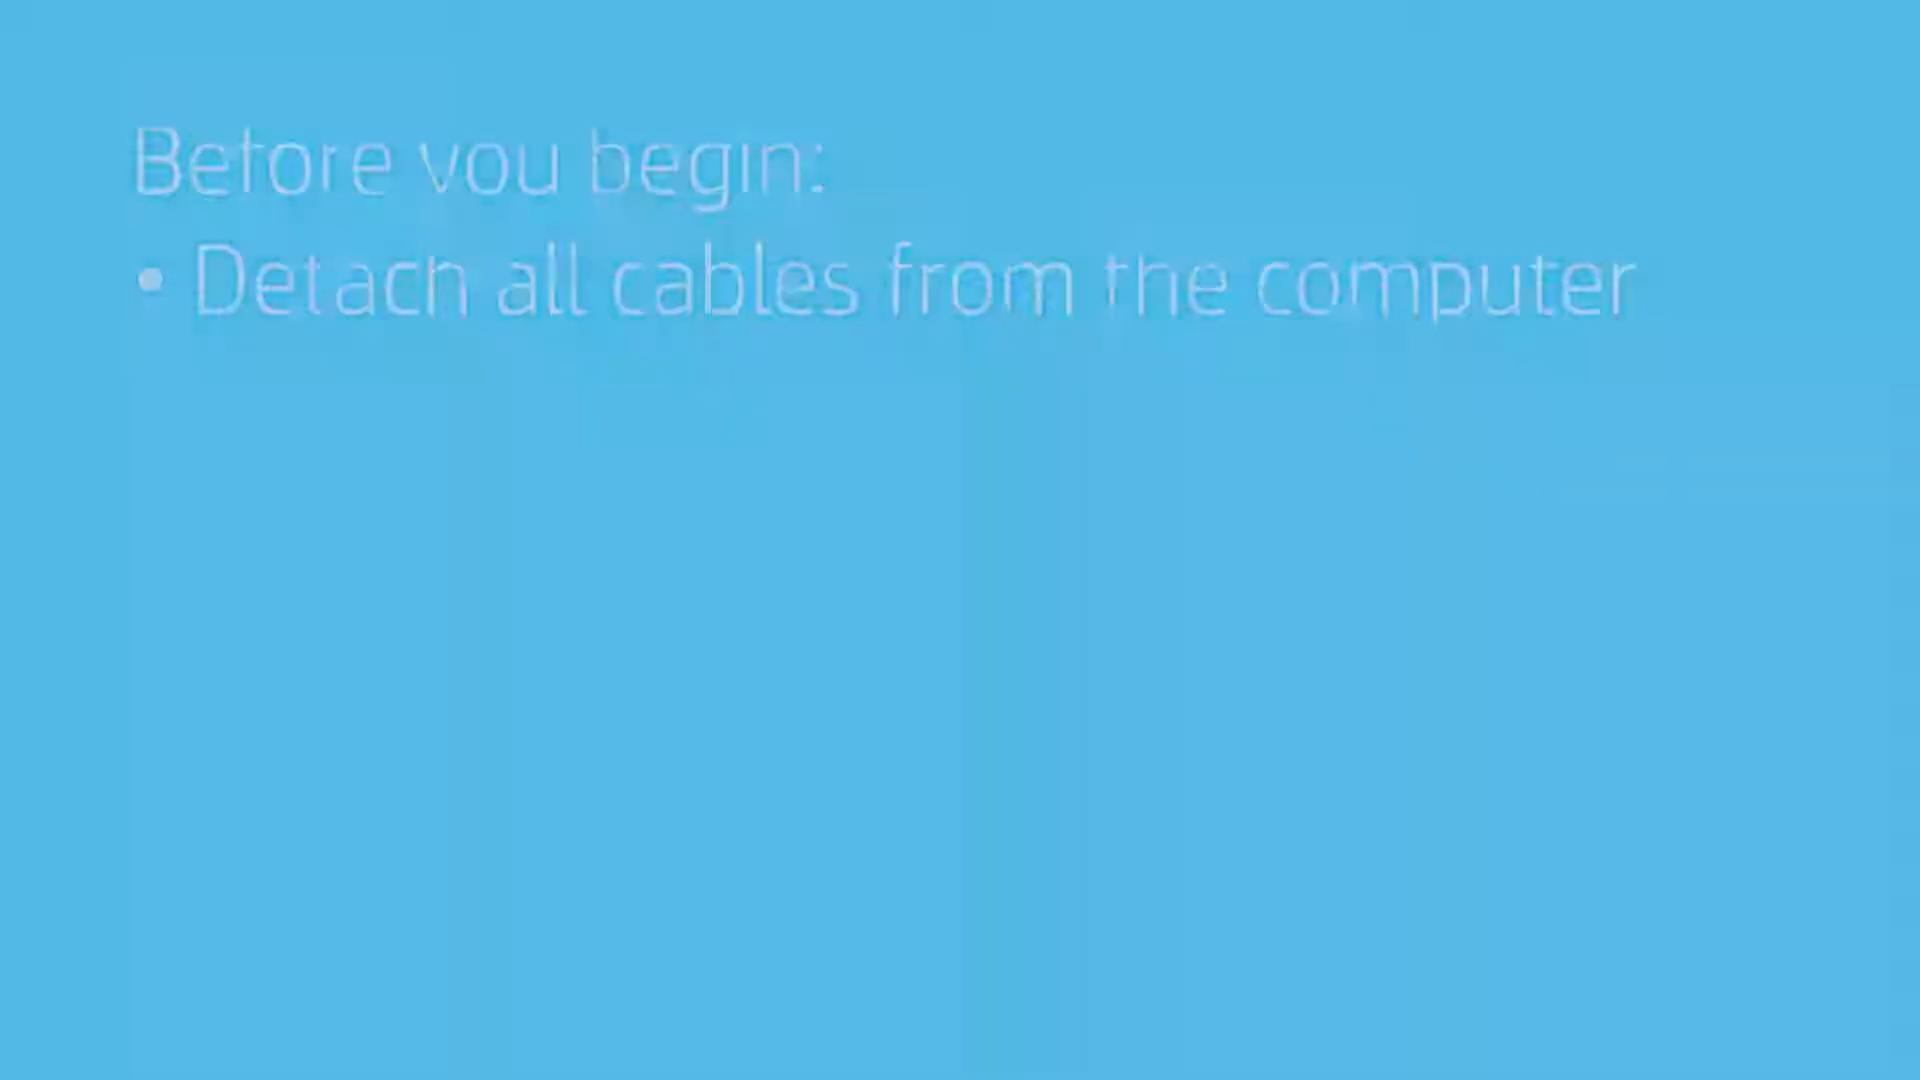 Before you begin:
• Detach all cables from the computer